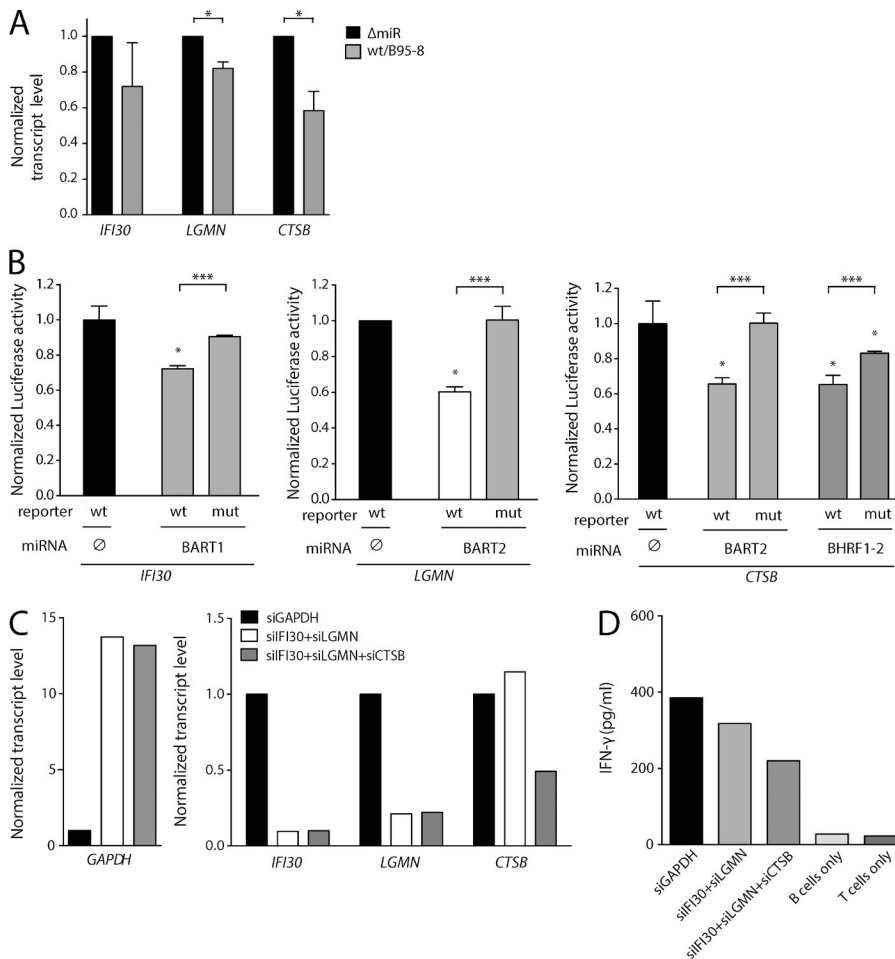 A
* *
ΔmiR
wt/B95-8
Normalized
transcript level
1.0
0.8
0.6
0.4
0.2
0.0
IFI30 LGMN CTSB
B
Normalized Luciferase activity
1.2
1.0
0.8
0.6
0.4
0.2
0.0
***
*
reporter wt wt mut
miRNA ∅ BART1
IFI30
Normalized Luciferase activity
1.2
1.0
0.8
0.6
0.4
0.2
0.0
***
*
wt wt mut
∅ BART2
LGMN
Normalized Luciferase activity
1.2
1.0
0.8
0.6
0.4
0.2
0.0
*** ***
* * *
wt wt mut wt mut
∅ BART2 BHRF1-2
CTSB
C
Normalized transcript level
15
10
5
0
GAPDH
Normalized transcript level
1.5
1.0
0.5
0.0
siGAPDH
siIFI30+siLGMN
siIFI30+siLGMN+siCTSB
IFI30 LGMN CTSB
D
IFN-γ (pg/ml)
600
400
200
0
siGAPDH
siIFI30+siLGMN
siIFI30+siLGMN+siCTSB
B cells only
T cells only